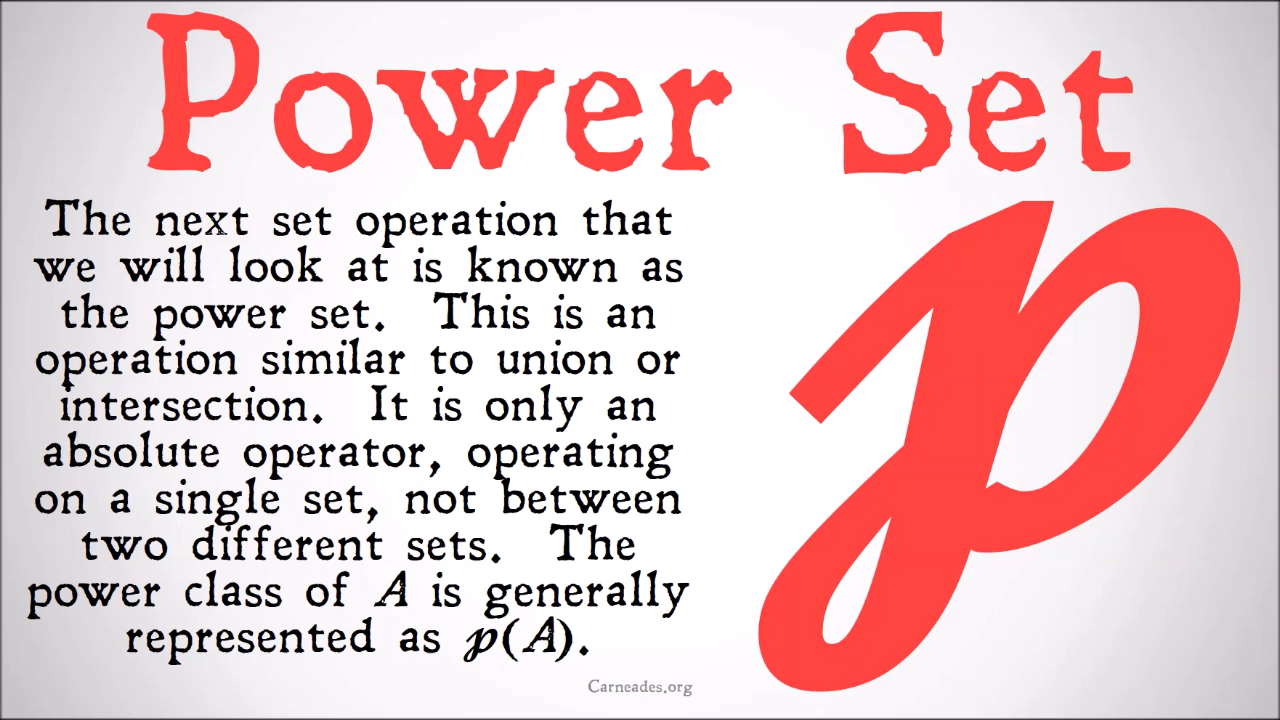 Power Set
The next set operation that
we will look at is known as
the power set. This is an
operation similar to union or
intersection. It is only an
absolute operator, operating
on a single set, not between
two different sets. The
power class of A is generally
represented as 𝓅(A).
𝓅
Carneades.org